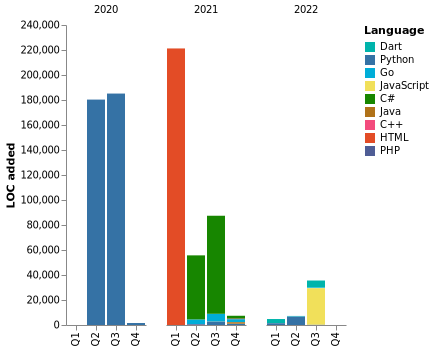 2020 2021 2022
LOC added
240,000
220,000
200,000
180,000
160,000
140,000
120,000
100,000
80,000
60,000
40,000
20,000
0
Q1 Q2 Q3 Q4 Q1 Q2 Q3 Q4 Q1 Q2 Q3 Q4
Language
Dart
Python
Go
JavaScript
C#
Java
C++
HTML
PHP